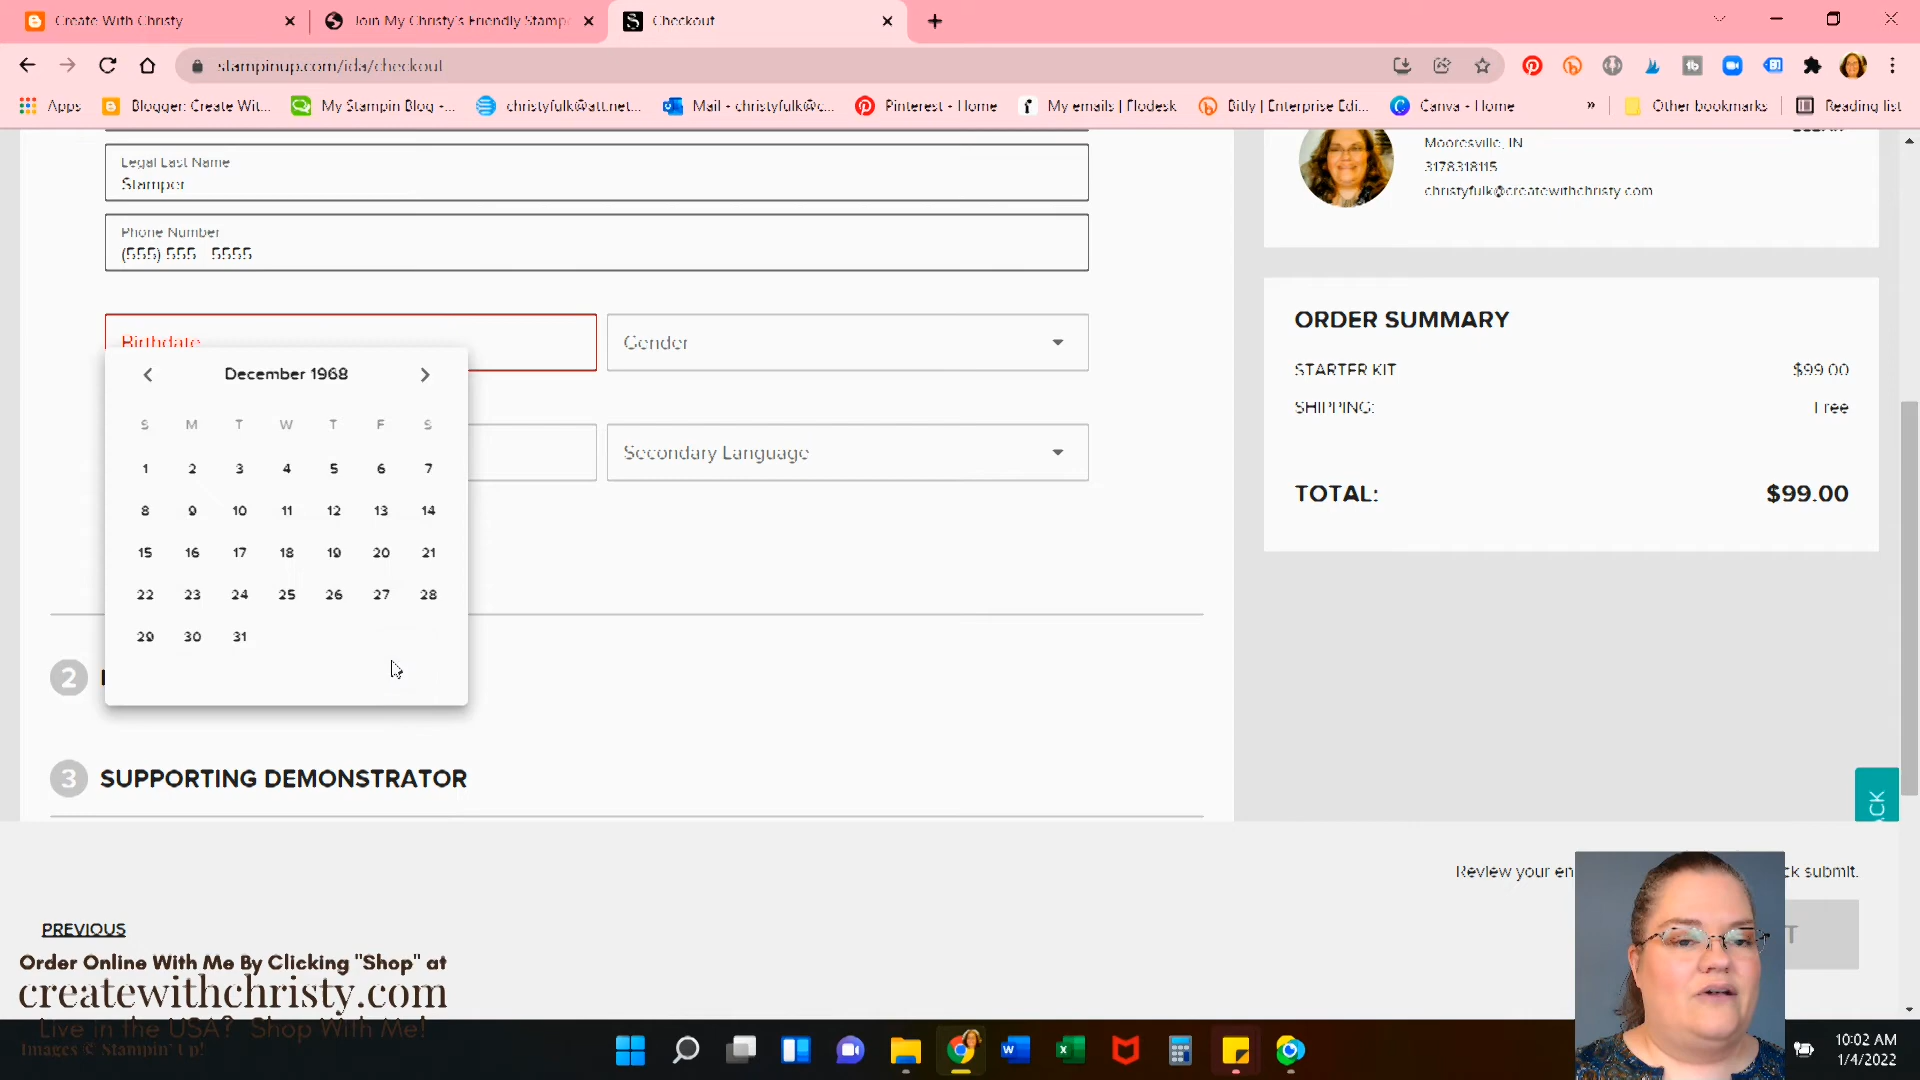 Create With Christy
Join My Christy's Friendly Stamp
Checkout
stampinup.com/ida/checkout
Apps
Blogger: Create Wit...
My Stampin Blog -...
christyfulk@att.net...
Mail - christyfulk@c...
Pinterest - Home
My emails | Flodesk
Bitly | Enterprise Edi...
Canva - Home
»
Other bookmarks
Reading list
Legal Last Name
Stamper
Phone Number
(555) 555 - 5555
Birthdate
Gender
December 1968
S M T W T F S
1 2 3 4 5 6 7
8 9 10 11 12 13 14
15 16 17 18 19 20 21
22 23 24 25 26 27 28
29 30 31
Secondary Language
2
3 SUPPORTING DEMONSTRATOR
Mooresville, IN
3178318115
christyfulk@createwithchristy.com
ORDER SUMMARY
STARTER KIT $99.00
SHIPPING: Free
TOTAL: $99.00
Review your en
ck submit.
PREVIOUS
Order Online With Me By Clicking "Shop" at
createwithchristy.com
Live in the USA? Shop With Me!
Images © Stampin' Up!
10:02 AM
1/4/2022